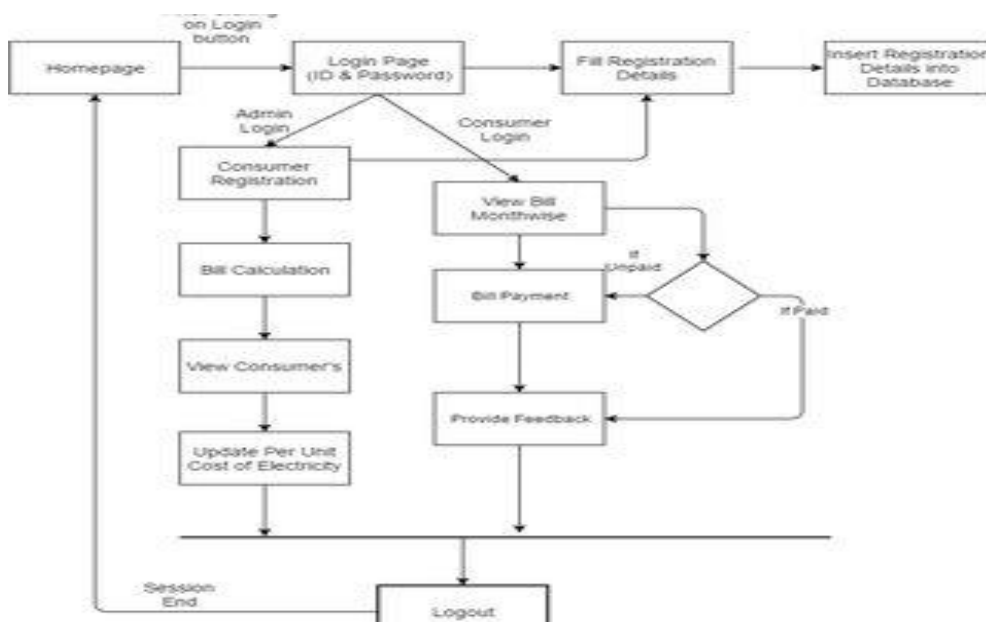 on Login
button
Homepage
Login Page
(ID & Password)
Fill Registration
Details
Insert Registration
Details into
Database
Admin
Login
Consumer
Login
Consumer
Registration
View Bill
Monthwise
Bill Calculation
If
Unpaid
Bill Payment
If Paid
View Consumer's
Provide Feedback
Update Per Unit
Cost of Electricity
Session
End
Logout